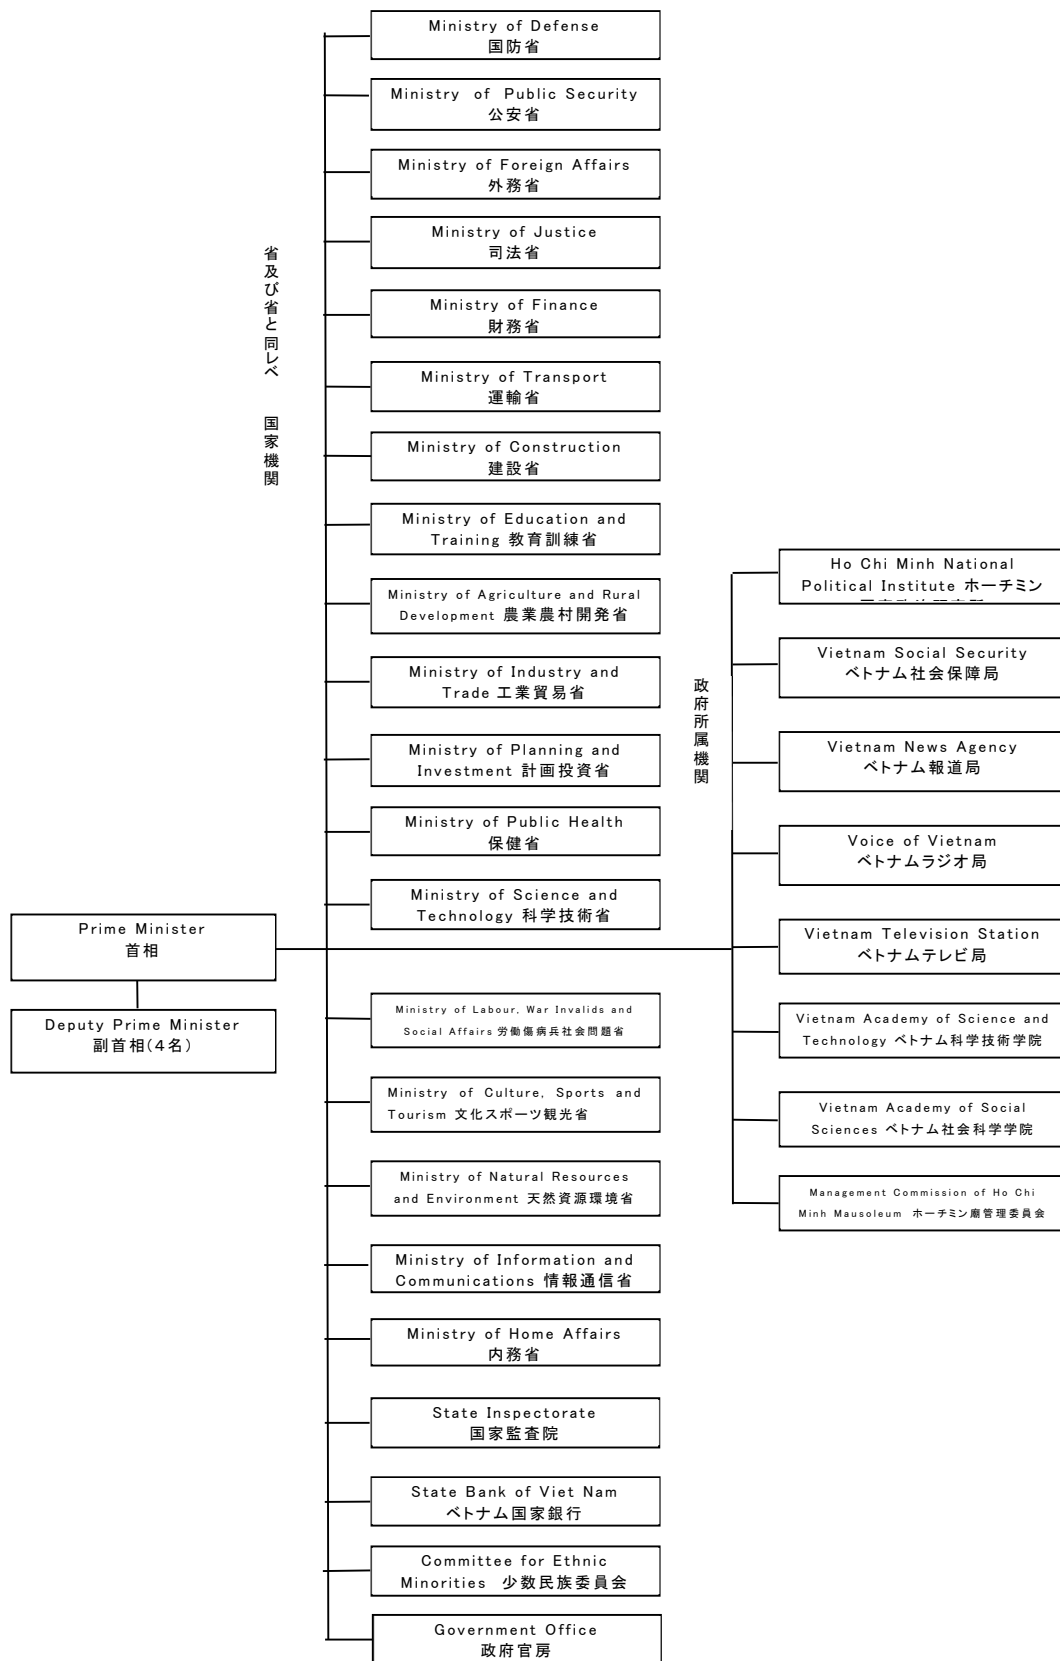 Ministry of Defense
国防省
Ministry of Public Security
公安省
Ministry of Foreign Affairs
外務省
Ministry of Justice
司法省
省及び省と同レベ 国家機関
Ministry of Finance
財務省
Ministry of Transport
運輸省
Ministry of Construction
建設省
Ministry of Education and
Training 教育訓練省
Ministry of Agriculture and Rural
Development 農業農村開発省
Ministry of Industry and
Trade 工業貿易省
Ministry of Planning and
Investment 計画投資省
Ministry of Public Health
保健省
Ministry of Science and
Technology 科学技術省
Prime Minister
首相
Deputy Prime Minister
副首相(4名)
Ministry of Labour, War Invalids and
Social Affairs 労働傷病兵社会問題省
Ministry of Culture, Sports and
Tourism 文化スポーツ観光省
Ministry of Natural Resources
and Environment 天然資源環境省
Ministry of Information and
Communications 情報通信省
Ministry of Home Affairs
内務省
State Inspectorate
国家監査院
State Bank of Viet Nam
ベトナム国家銀行
Committee for Ethnic
Minorities 少数民族委員会
Government Office
政府官房
政府所属機関
Ho Chi Minh National
Political Institute ホーチミン
Vietnam Social Security
ベトナム社会保障局
Vietnam News Agency
ベトナム報道局
Voice of Vietnam
ベトナムラジオ局
Vietnam Television Station
ベトナムテレビ局
Vietnam Academy of Science and
Technology ベトナム科学技術学院
Vietnam Academy of Social
Sciences ベトナム社会科学学院
Management Commission of Ho Chi
Minh Mausoleum ホーチミン廟管理委員会